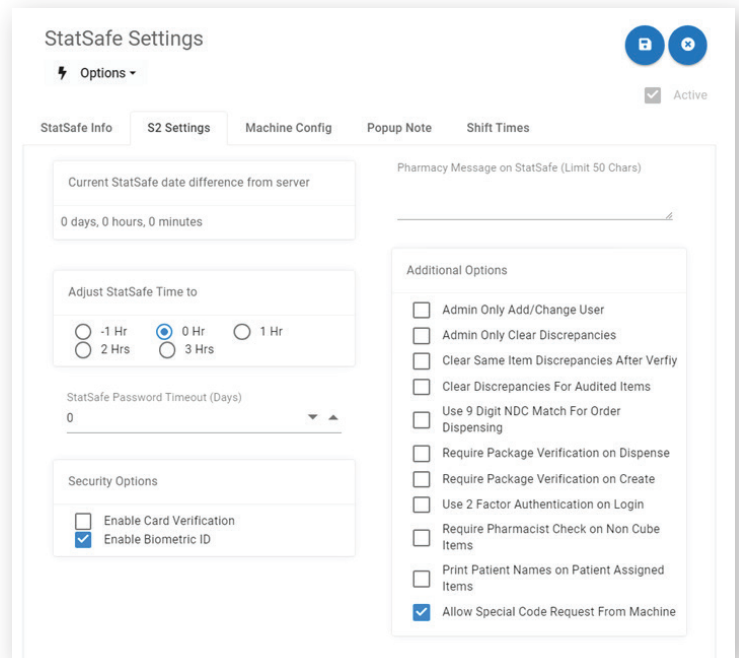 StatSafe Settings
Options
Active
StatSafe Info
S2 Settings
Machine Config
Popup Note
Shift Times
Current StatSafe date difference from server
0 days, 0 hours, 0 minutes
Adjust StatSafe Time to
-1 Hr
0 Hr
1 Hr
2 Hrs
3 Hrs
StatSafe Password Timeout (Days)
0
Security Options
Enable Card Verification
Enable Biometric ID
Pharmacy Message on StatSafe (Limit 50 Chars)
Additional Options
Admin Only Add/Change User
Admin Only Clear Discrepancies
Clear Same Item Discrepancies After Verfiy
Clear Discrepancies For Audited Items
Use 9 Digit NDC Match For Order
Dispensing
Require Package Verification on Dispense
Require Package Verification on Create
Use 2 Factor Authentication on Login
Require Pharmacist Check on Non Cube
Items
Print Patient Names on Patient Assigned
Items
Allow Special Code Request From Machine